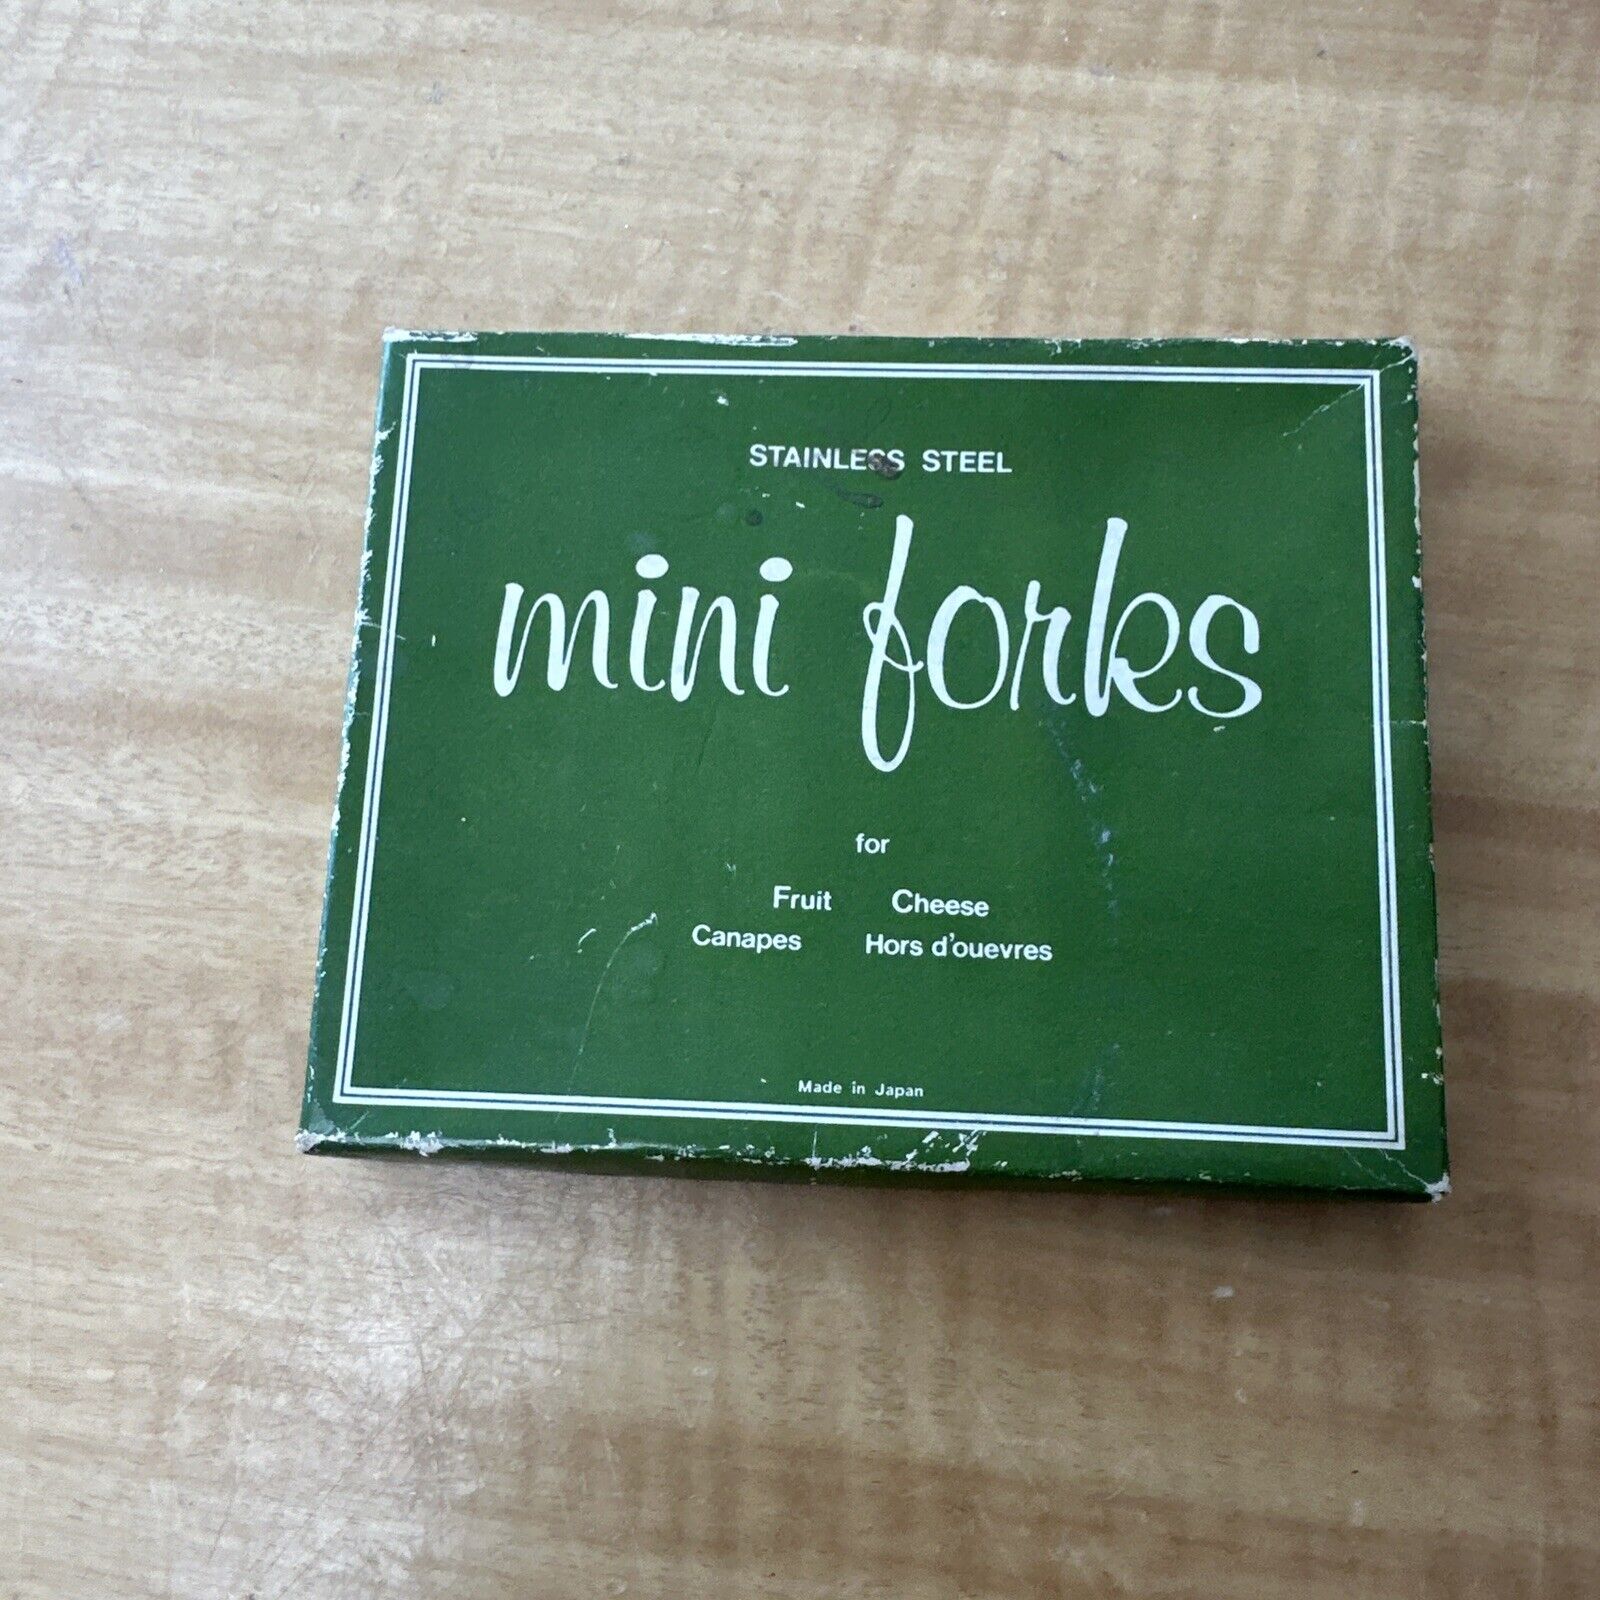 STAINLESS STEEL
mini forks
for
Fruit Cheese
Canapes Hors d'ouevres
Made in Japan